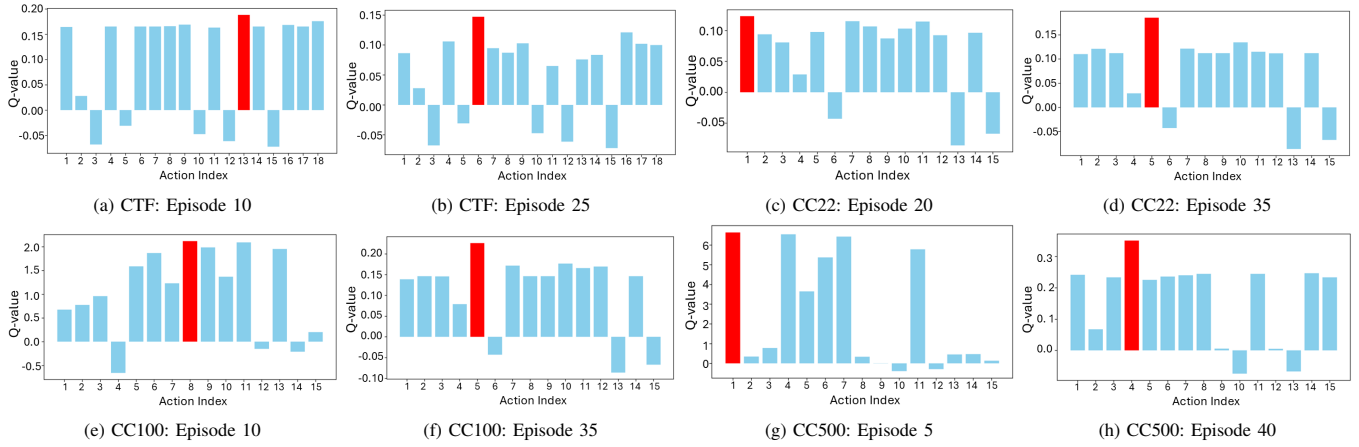 0.20
0.15
0.10
0.05
0.00
-0.05
Q-value
1 2 3 4 5 6 7 8 9 10 11 12 13 14 15 16 17 18
Action Index
(a) CTF: Episode 10
0.15
0.10
0.05
0.00
-0.05
Q-value
1 2 3 4 5 6 7 8 9 10 11 12 13 14 15 16 17 18
Action Index
(b) CTF: Episode 25
0.10
0.05
0.00
-0.05
Q-value
1 2 3 4 5 6 7 8 9 10 11 12 13 14 15
Action Index
(c) CC22: Episode 20
0.15
0.10
0.05
0.00
-0.05
Q-value
1 2 3 4 5 6 7 8 9 10 11 12 13 14 15
Action Index
(d) CC22: Episode 35
2.0
1.5
1.0
0.5
0.0
-0.5
Q-value
1 2 3 4 5 6 7 8 9 10 11 12 13 14 15
Action Index
(e) CC100: Episode 10
0.20
0.15
0.10
0.05
0.00
-0.05
-0.10
Q-value
1 2 3 4 5 6 7 8 9 10 11 12 13 14 15
Action Index
(f) CC100: Episode 35
6
5
4
3
2
1
0
Q-value
1 2 3 4 5 6 7 8 9 10 11 12 13 14 15
Action Index
(g) CC500: Episode 5
0.3
0.2
0.1
0.0
Q-value
1 2 3 4 5 6 7 8 9 10 11 12 13 14 15
Action Index
(h) CC500: Episode 40